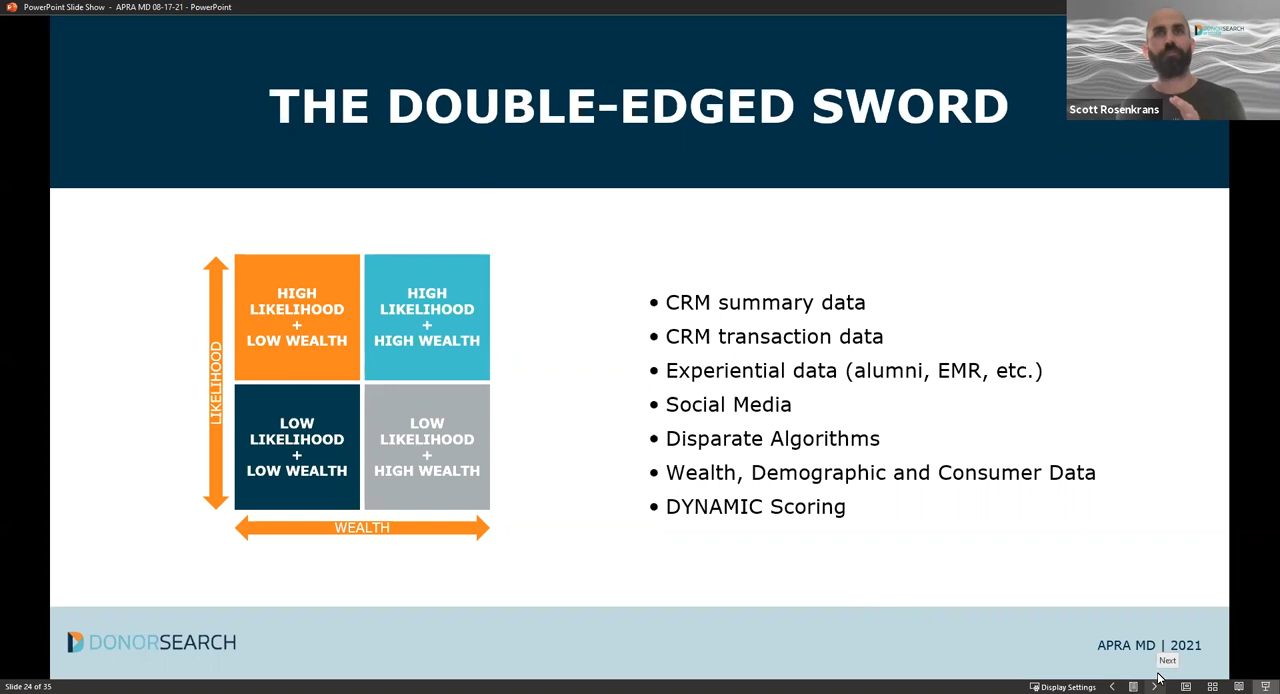 PowerPoint Slide Show - APRA MD 08-17-21 - PowerPoint
DONORSEARCH
Scott Rosenkrans
THE DOUBLE-EDGED SWORD
LIKELIHOOD
HIGH
LIKELIHOOD
+
LOW WEALTH
HIGH
LIKELIHOOD
+
HIGH WEALTH
LOW
LIKELIHOOD
+
LOW WEALTH
LOW
LIKELIHOOD
+
HIGH WEALTH
WEALTH
• CRM summary data
• CRM transaction data
• Experiential data (alumni, EMR, etc.)
• Social Media
• Disparate Algorithms
• Wealth, Demographic and Consumer Data
• DYNAMIC Scoring
DONORSEARCH
APRA MD | 2021
Next
Slide 24 of 35
Display Settings